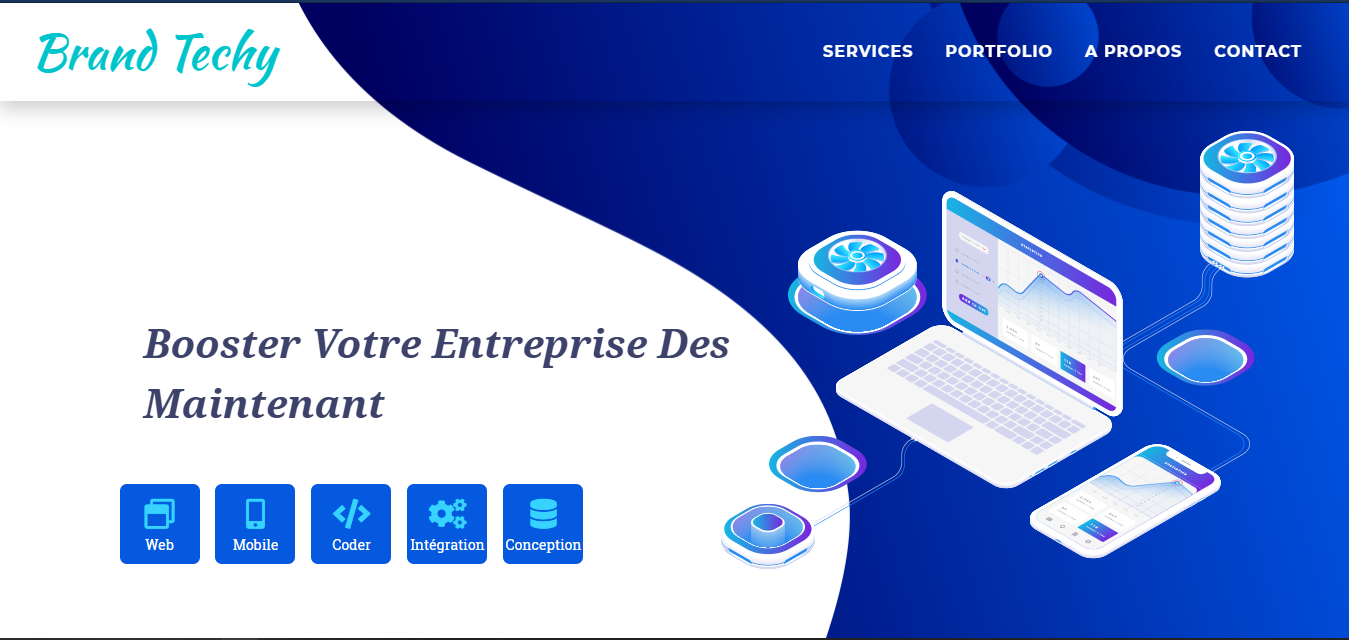 Brand Techy
SERVICES
PORTFOLIO
A PROPOS
CONTACT
Booster Votre Entreprise Des
Maintenant
Web
Mobile
Coder
Intégration
Conception